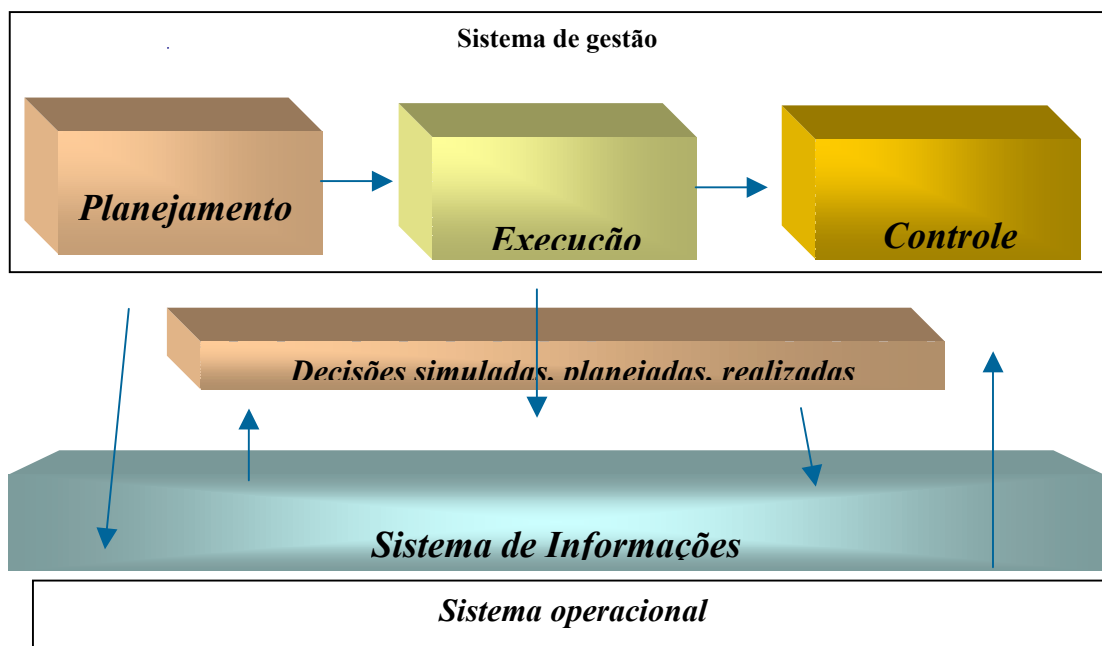 Sistema de gestão
Planejamento
Execução
Controle
Decisões simuladas, planejadas, realizadas
Sistema de Informações
Sistema operacional